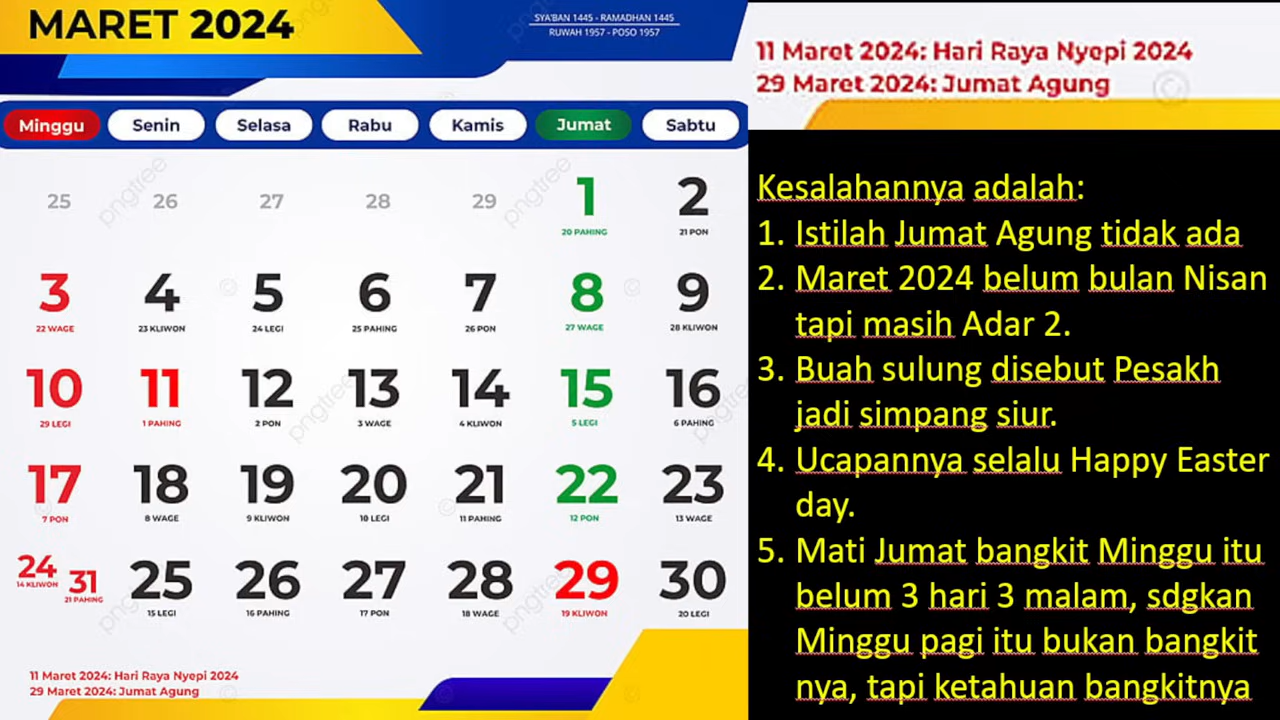 MARET 2024
SYA'BAN 1445 - RAMADHAN 1445
RUWAH 1957 - POSO 1957
Minggu Senin Selasa Rabu Kamis Jumat Sabtu
25 26 27 28 29 1 2
20 PAHING 21 PON
3 4 5 6 7 8 9
22 WAGE 23 KLIWON 24 LEGI 25 PAHING 26 PON 27 WAGE 28 KLIWON
10 11 12 13 14 15 16
29 LEGI 1 PAHING 2 PON 3 WAGE 4 KLIWON 5 LEGI 6 PAHING
17 18 19 20 21 22 23
7 PON 8 WAGE 9 KLIWON 10 LEGI 11 PAHING 12 PON 13 WAGE
24 31 25 26 27 28 29 30
14 KLIWON 21 PAHING 15 LEGI 16 PAHING 17 PON 18 WAGE 19 KLIWON 20 LEGI
11 Maret 2024: Hari Raya Nyepi 2024
29 Maret 2024: Jumat Agung
11 Maret 2024: Hari Raya Nyepi 2024
29 Maret 2024: Jumat Agung
Kesalahannya adalah:
1. Istilah Jumat Agung tidak ada
2. Maret 2024 belum bulan Nisan
tapi masih Adar 2.
3. Buah sulung disebut Pesakh
jadi simpang siur.
4. Ucapannya selalu Happy Easter
day.
5. Mati Jumat bangkit Minggu itu
belum 3 hari 3 malam, sdgkan
Minggu pagi itu bukan bangkit
nya, tapi ketahuan bangkitnya
pngtree
pngtree
pngtree
pngtree
pngtree
pngtree